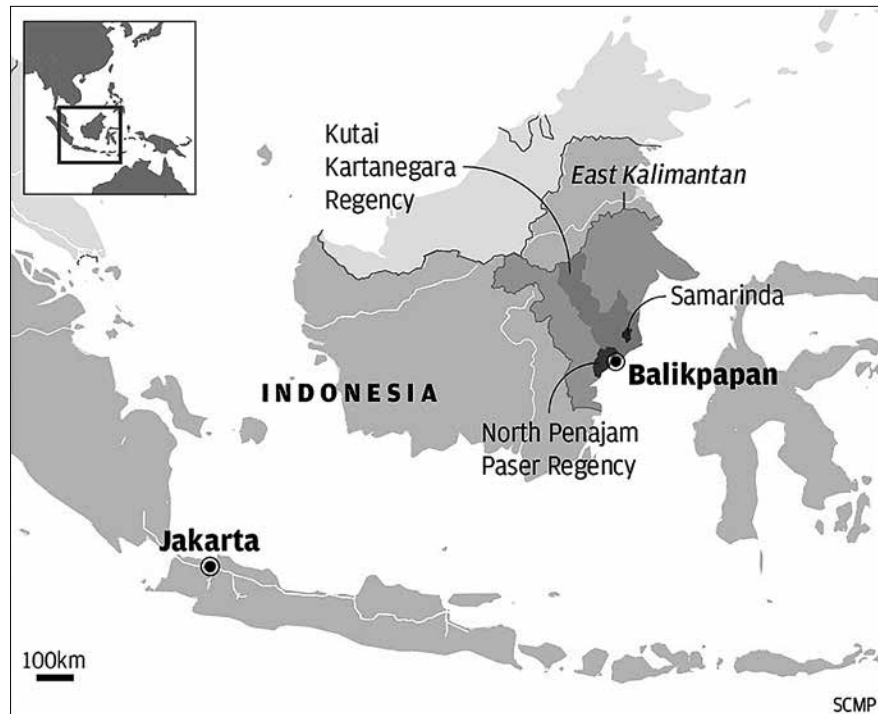 Kutai
Kartanegara
Regency
East Kalimantan
Samarinda
Balikpapan
INDONESIA
North Penajam
Paser Regency
Jakarta
100km
SCMP